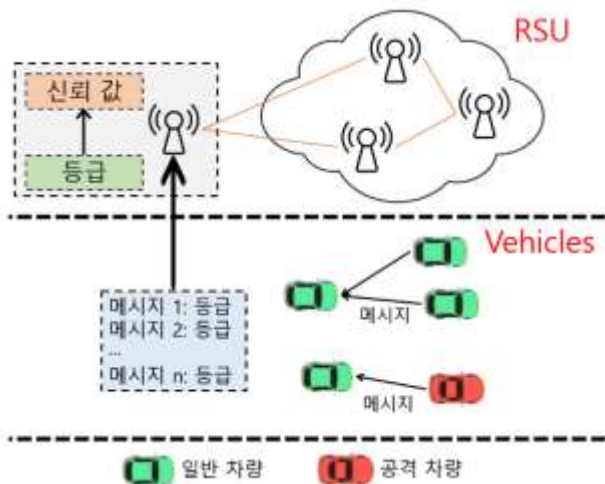 RSU
신뢰 값
등급
Vehicles
메시지 1: 등급
메시지 2: 등급
...
메시지 n: 등급
메시지
메시지
일반 차량
공격 차량